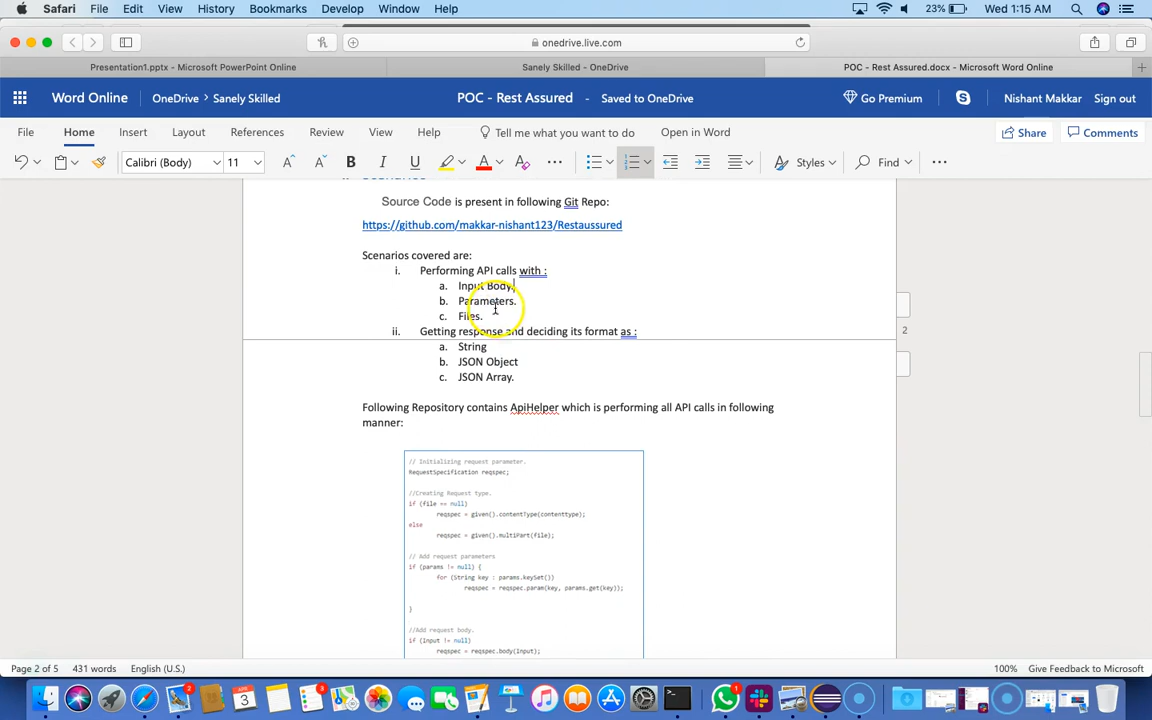 Safari File Edit View History Bookmarks Develop Window Help 23% Wed 1:15 AM
onedrive.live.com
Presentation1.pptx - Microsoft PowerPoint Online Sanely Skilled - OneDrive POC - Rest Assured.docx - Microsoft Word Online
Word Online OneDrive > Sanely Skilled POC - Rest Assured - Saved to OneDrive Go Premium Nishant Makkar Sign out
File Home Insert Layout References Review View Help Tell me what you want to do Open in Word Share Comments
Calibri (Body) 11 B I U A Styles Find
Source Code is present in following Git Repo:
https://github.com/makkar-nishant123/Restaussured
Scenarios covered are:
i. Performing API calls with :
a. Input Body.
b. Parameters.
c. Files.
ii. Getting response and deciding its format as :
a. String
b. JSON Object
c. JSON Array.
2
Following Repository contains ApiHelper which is performing all API calls in following
manner:
// Initializing request parameter.
RequestSpecification reqspec;
//Creating Request type.
if (file == null)
reqspec = given().contentType(contenttype);
else
reqspec = given().multiPart(file);
// Add request parameters
if (params != null) {
for (String key : params.keySet())
reqspec = reqspec.param(key, params.get(key));
}
//Add request body.
if (Input != null)
reqspec = reqspec.body(Input);
Page 2 of 5 431 words English (U.S.) 100% Give Feedback to Microsoft